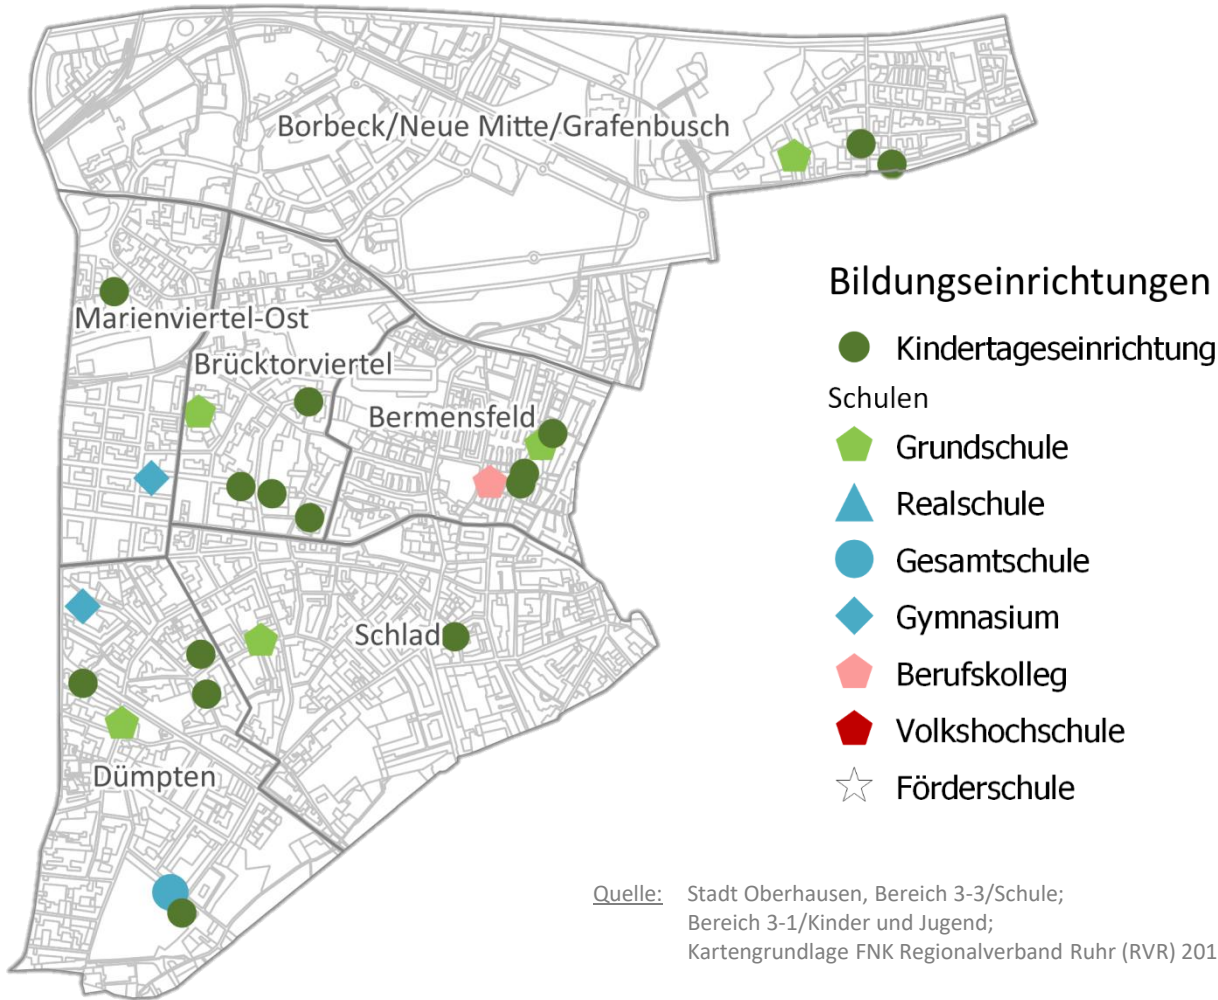 Borbeck/Neue Mitte/Grafenbusch
Marienviertel-Ost
Brücktorviertel
Bermensfeld
Schlad
Dümpten
Bildungseinrichtungen
Kindertageseinrichtung
Schulen
Grundschule
Realschule
Gesamtschule
Gymnasium
Berufskolleg
Volkshochschule
Förderschule
Quelle: Stadt Oberhausen, Bereich 3-3/Schule;
Bereich 3-1/Kinder und Jugend;
Kartengrundlage FNK Regionalverband Ruhr (RVR) 201